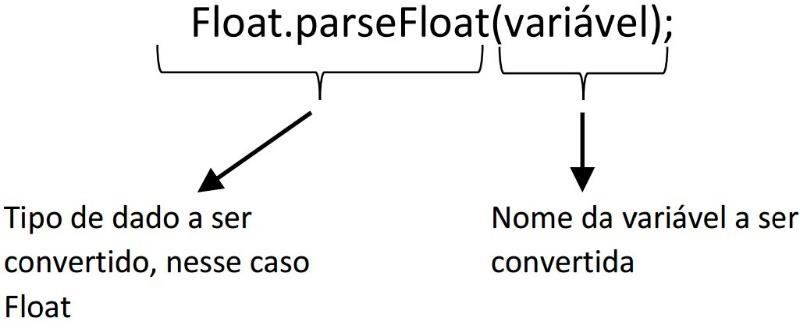 Float.parseFloat(variável);
Tipo de dado a ser
convertido, nesse caso
Float
Nome da variável a ser
convertida